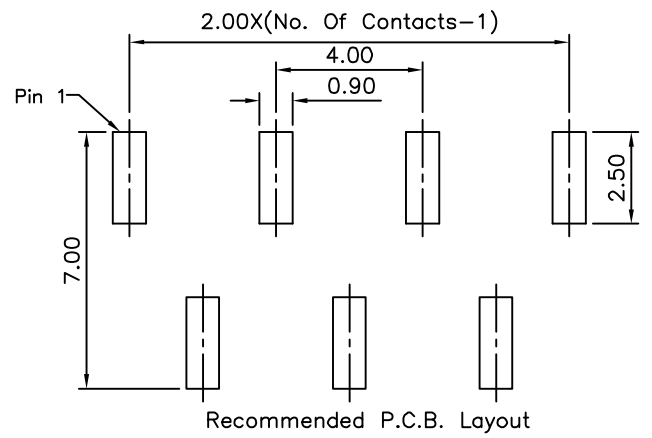 2.00X(No. Of Contacts-1)
4.00
0.90
Pin 1
2.50
7.00
Recommended P.C.B. Layout